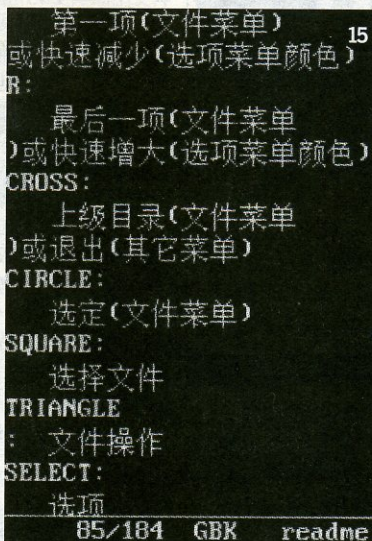 第一项(文件菜单)
15
或快速减少(选项菜单颜色)
R:
最后一项(文件菜单
)或快速增大(选项菜单颜色)
CROSS:
上级目录(文件菜单
)或退出(其它菜单)
CIRCLE:
选定(文件菜单)
SQUARE:
选择文件
TRIANGLE
: 文件操作
SELECT:
选项
85/184 GBK readme